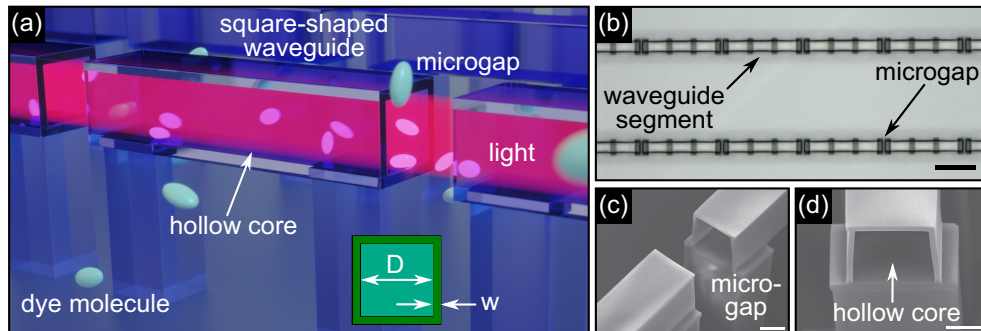 (a)
square-shaped
waveguide
microgap
light
hollow core
dye molecule
D
w
(b)
waveguide
segment
microgap
(c)
micro-
gap
(d)
hollow core